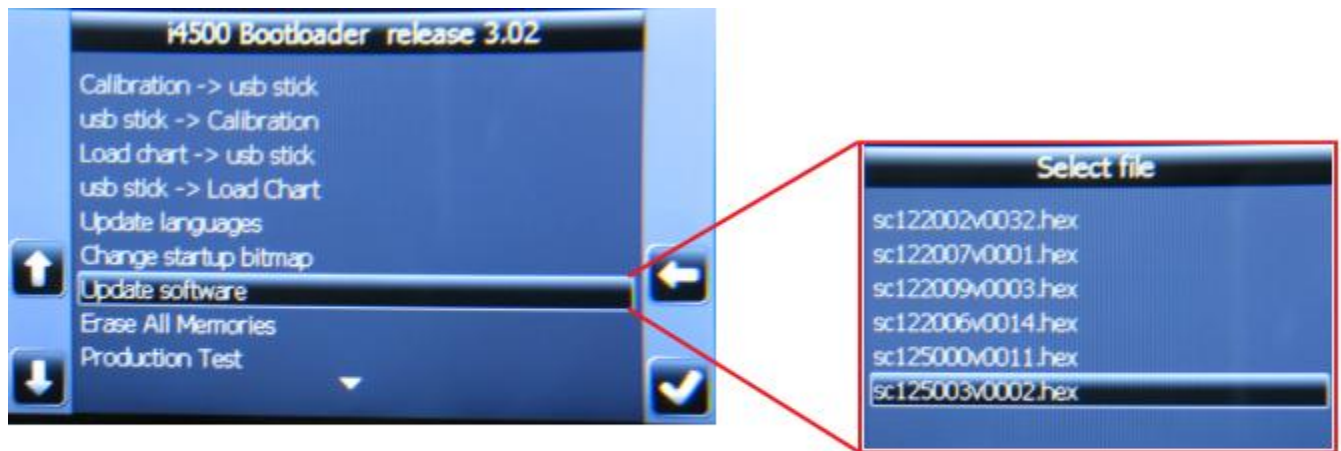 i4500 Bootloader release 3.02
Calibration -> usb stick
usb stick -> Calibration
Load chart -> usb stick
usb stick -> Load Chart
Update languages
Change startup bitmap
Update software
Erase All Memories
Production Test
Select file
sc122002v0032.hex
sc122007v0001.hex
sc122009v0003.hex
sc122006v0014.hex
sc125000v0011.hex
sc125003v0002.hex